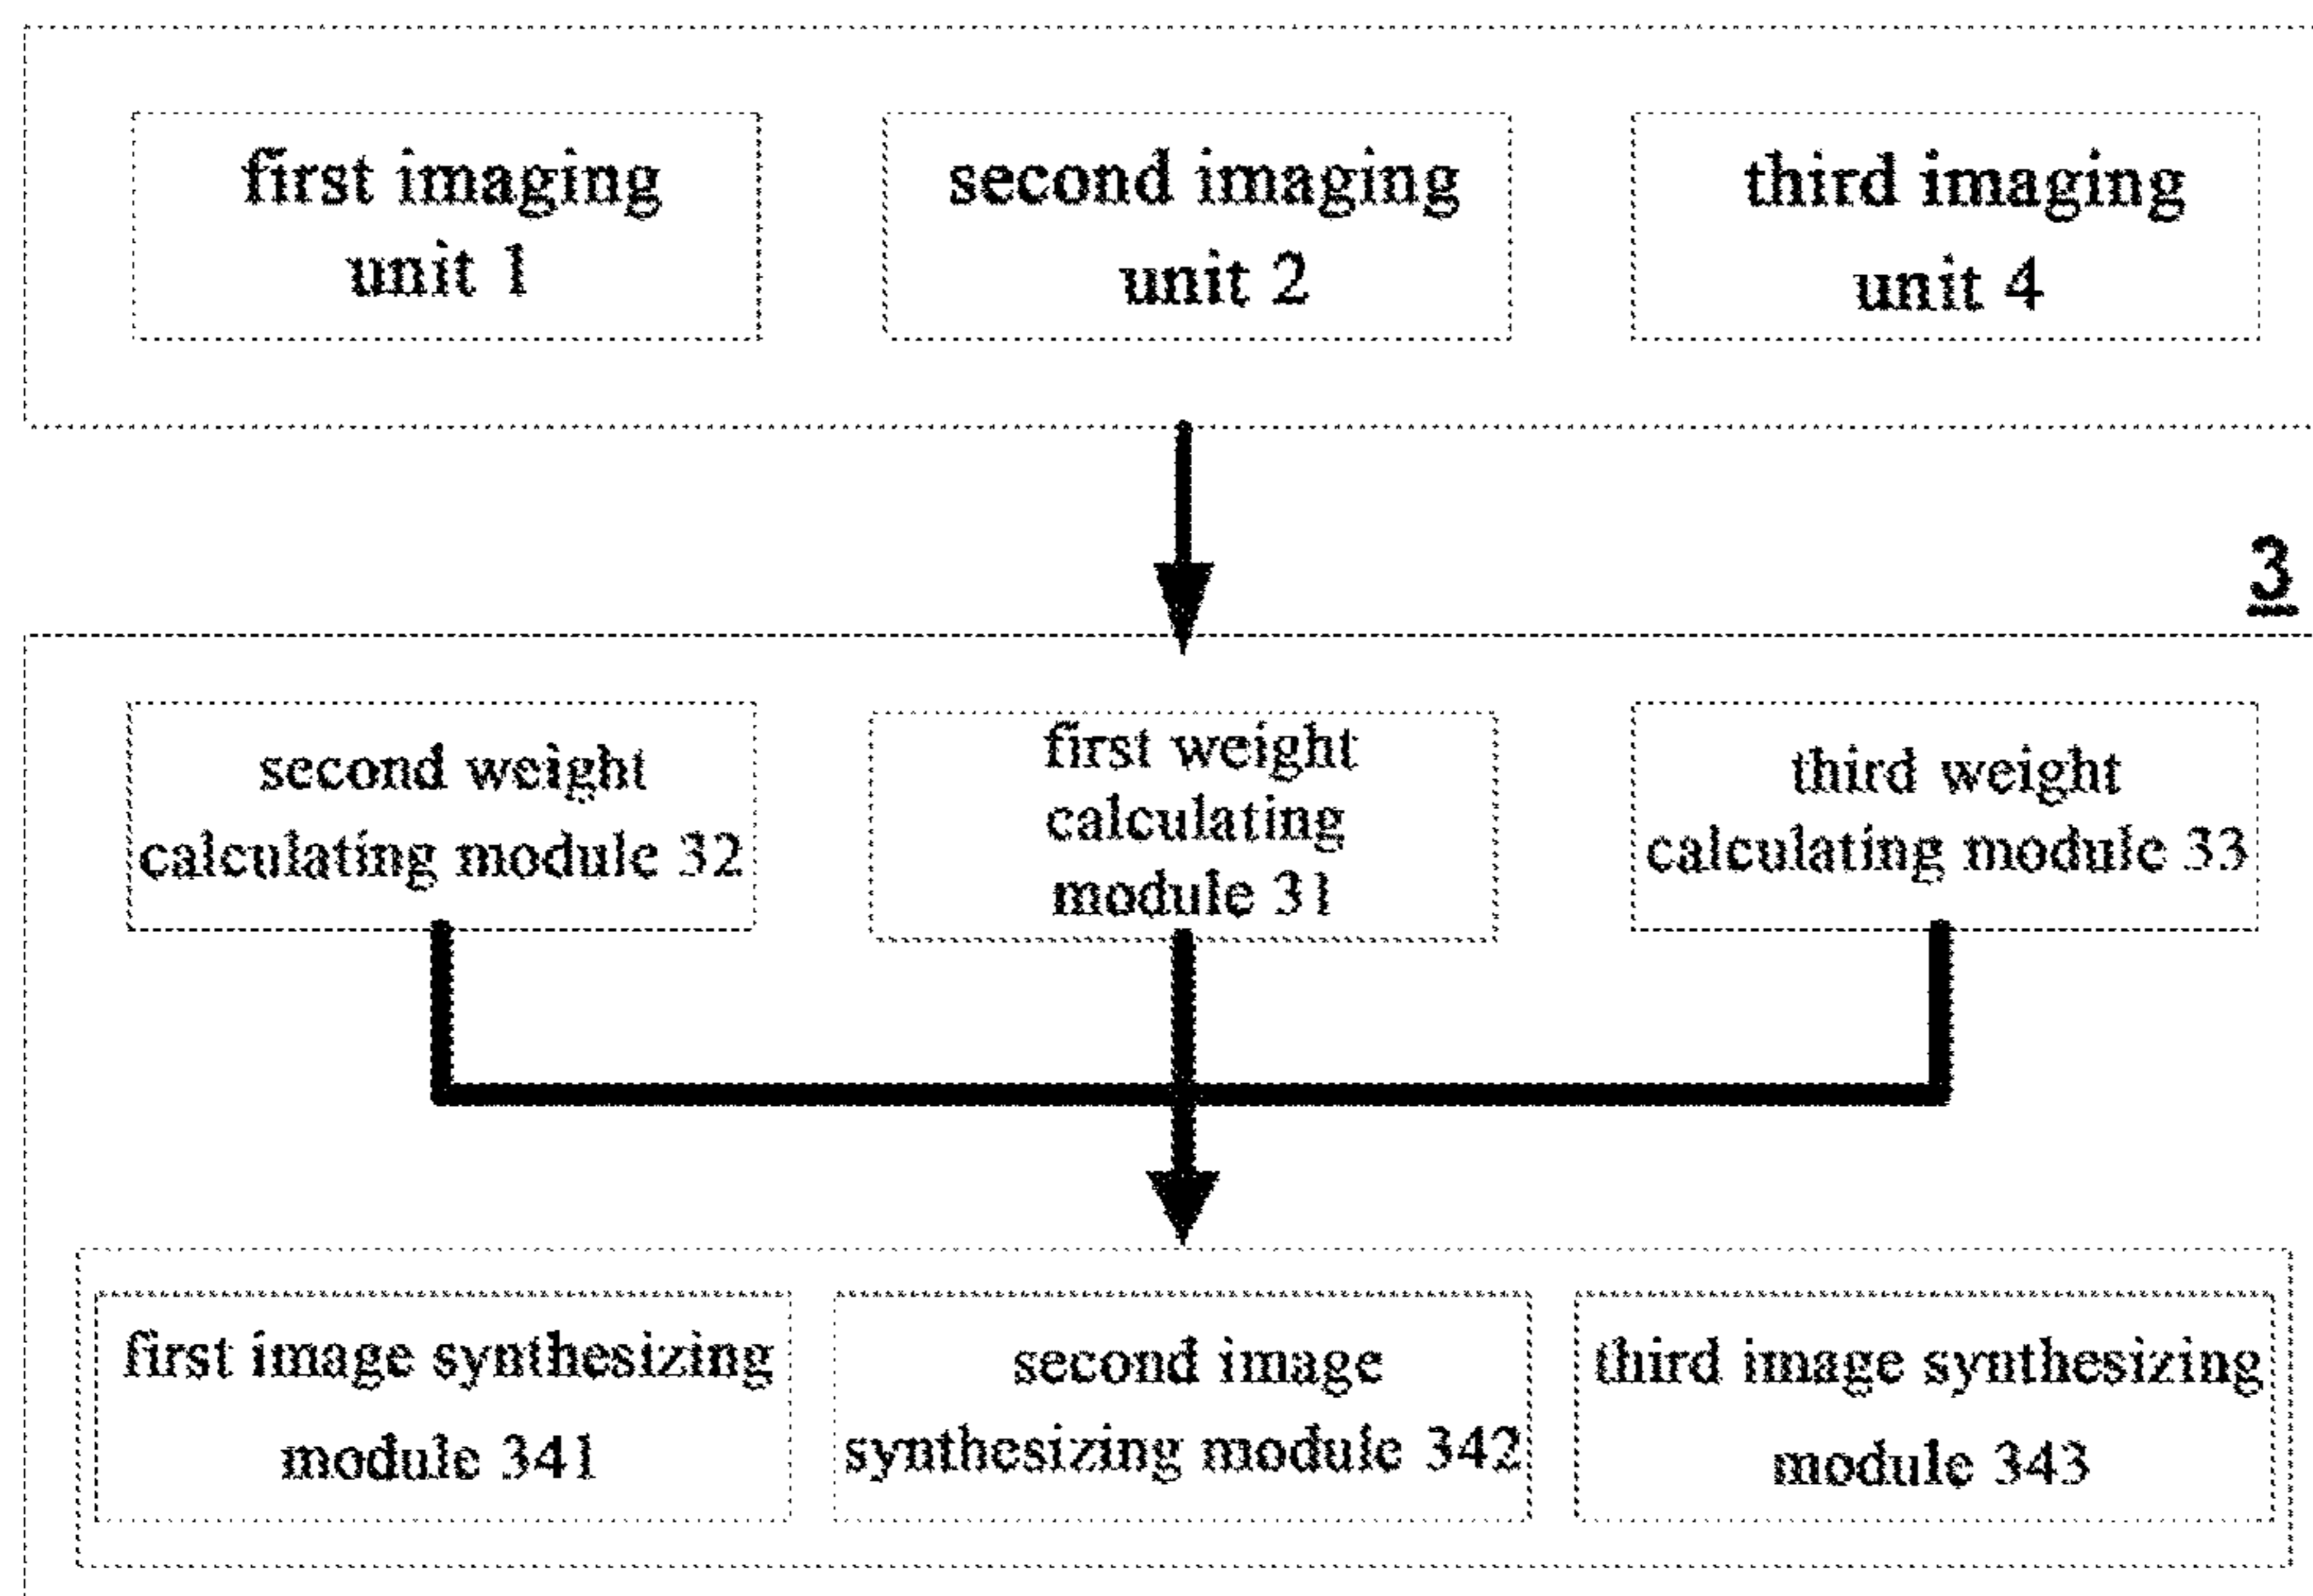 first imaging
unit 1
second imaging
unit 2
third imaging
unit 4
3
second weight
calculating module 32
first weight
calculating
module 31
third weight
calculating module 33
first image synthesizing
module 341
second image
synthesizing module 342
third image synthesizing
module 343